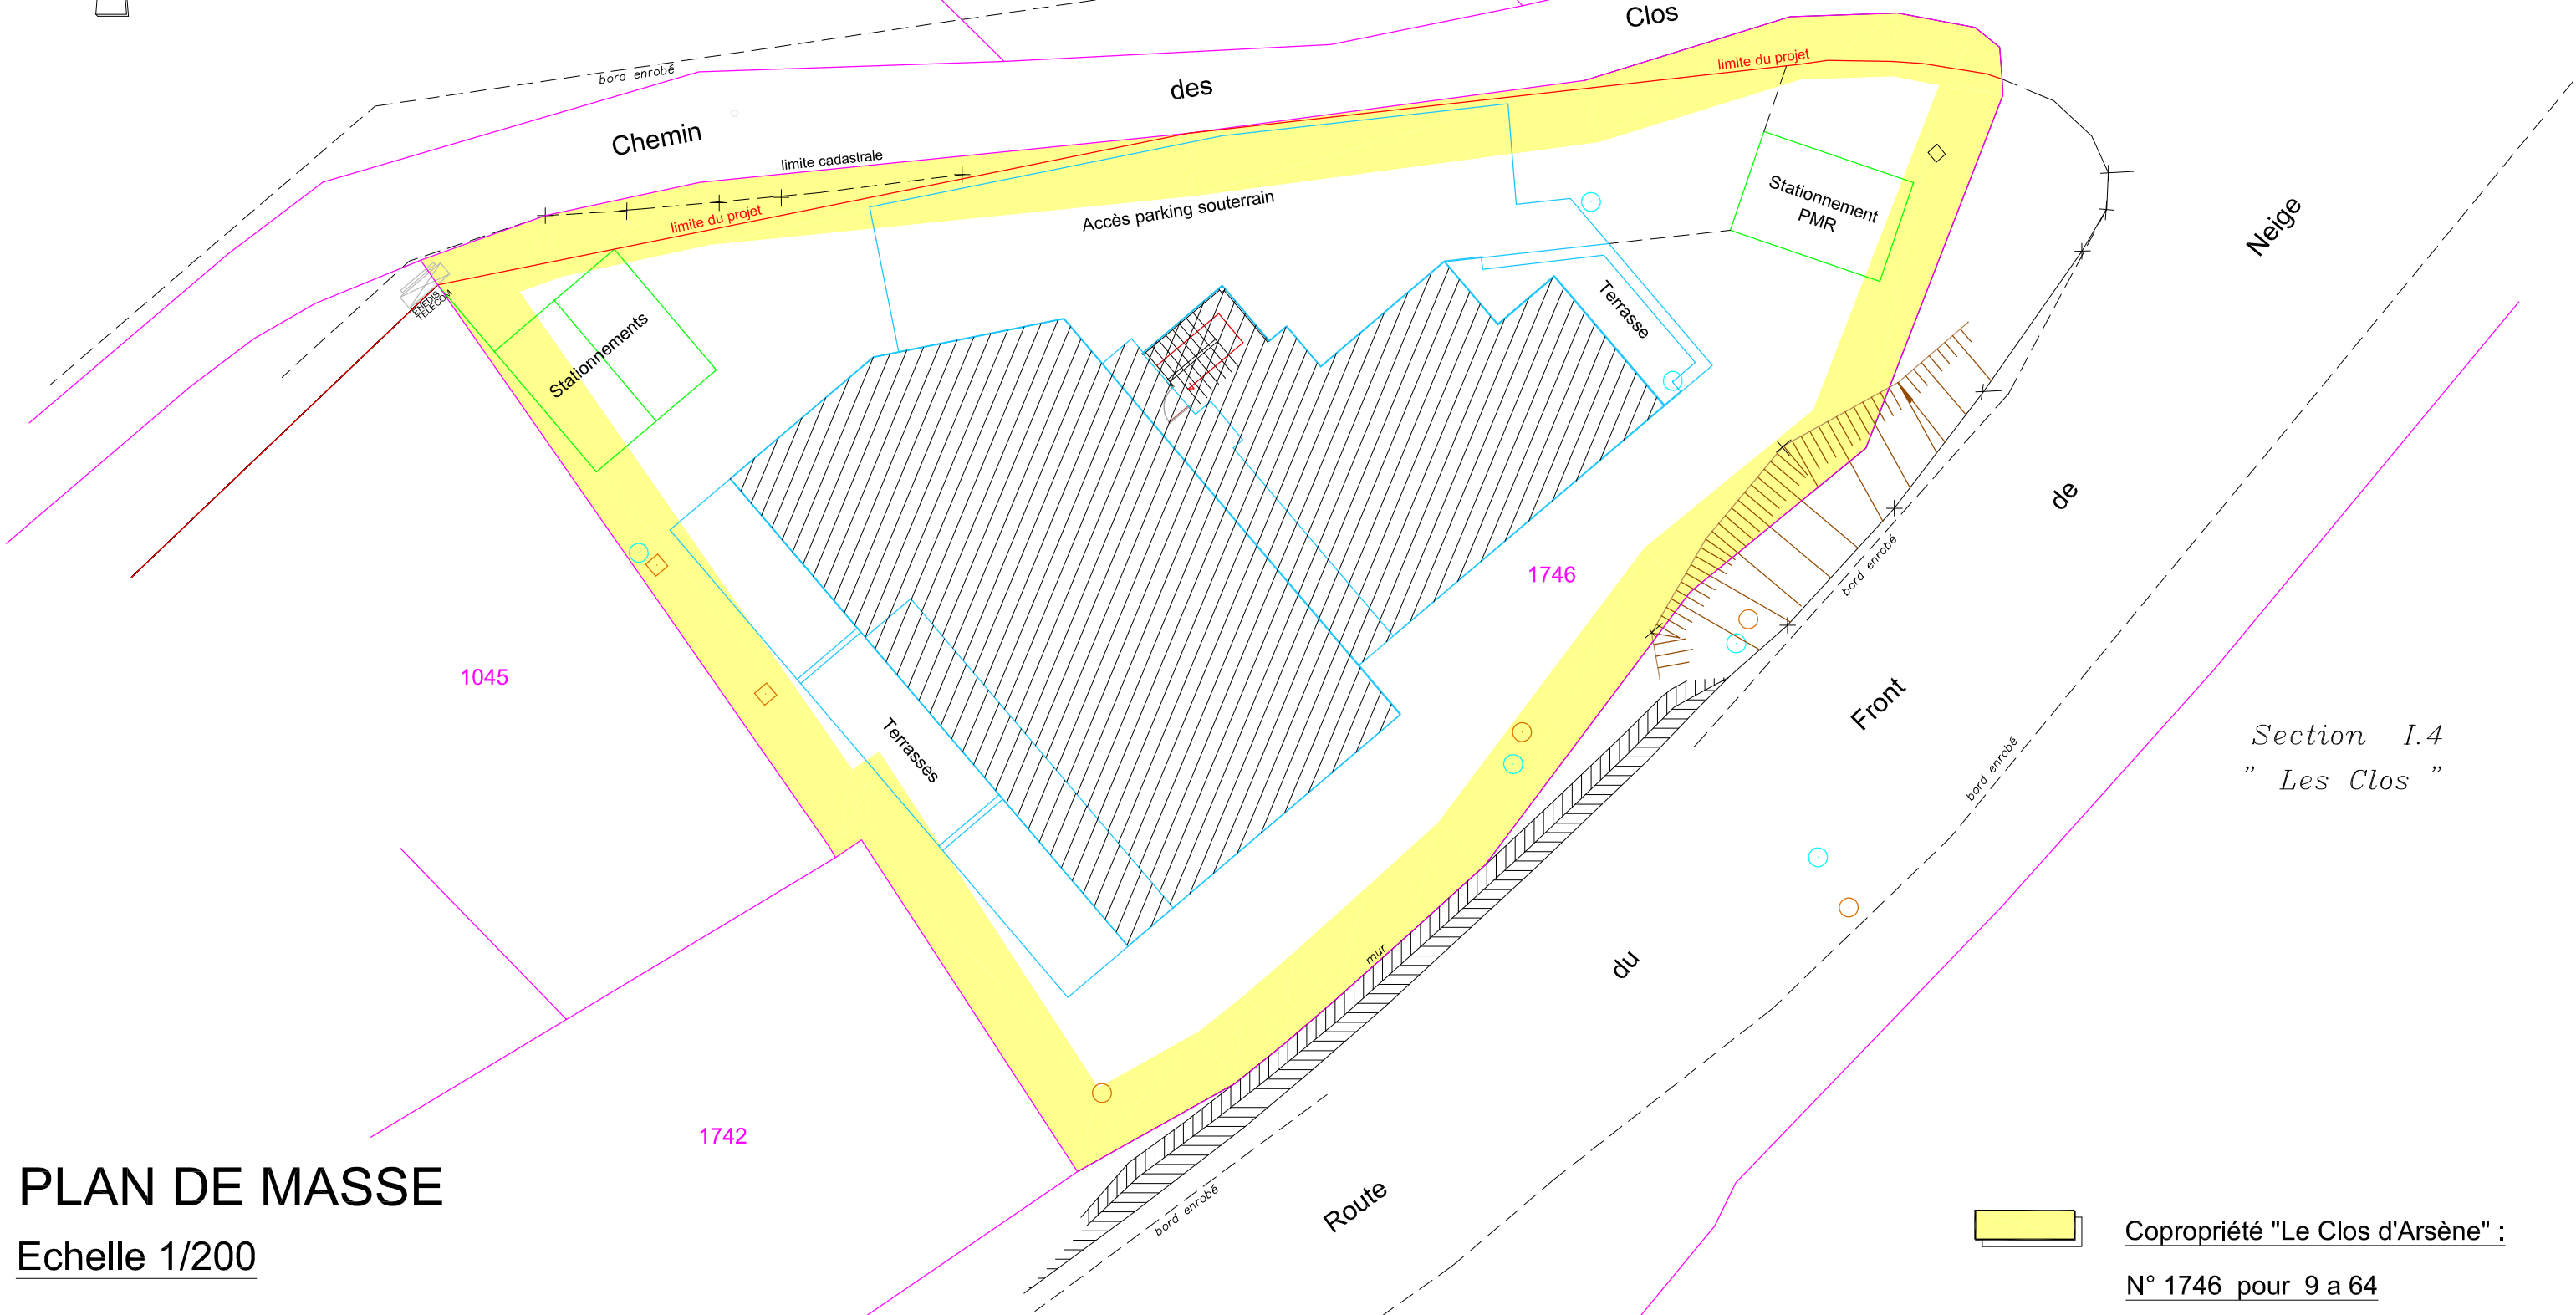 Clos
limite du projet
bord enrobé
des
Chemin
limite cadastrale
Stationnement
PMR
Accès parking souterrain
limite du projet
Neige
ENEDIS
TELECOM
Terrasse
Stationnements
de
bord enrobé
1746
1045
Front
Section I.4
" Les Clos "
Terrasses
bord enrobé
mur
du
1742
PLAN DE MASSE
Echelle 1/200
Route
bord enrobé
Copropriété "Le Clos d'Arsène" :
N° 1746 pour 9 a 64